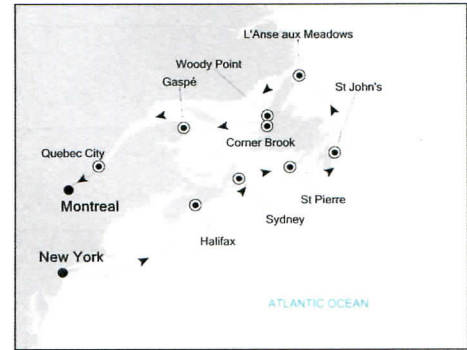 L'Anse aux Meadows
Woody Point
Gaspé
St John's
Corner Brook
Quebec City
Montreal
St Pierre
Sydney
Halifax
New York
ATLANTIC OCEAN